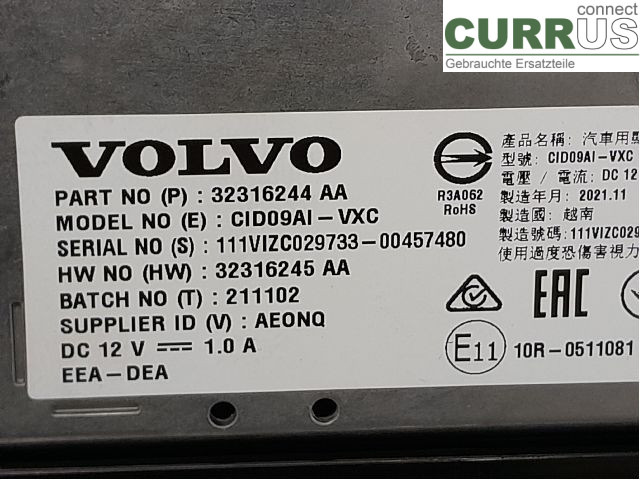 connect
CURRUS
Gebrauchte Ersatzteile
VOLVO
PART NO (P) : 32316244 AA
MODEL NO (E) : CID09AI-VXC
SERIAL NO (S) : 111VIZC029733-00457480
HW NO (HW) : 32316245 AA
BATCH NO (T) : 211102
SUPPLIER ID (V) : AEONQ
DC 12 V ⎓ 1.0 A
EEA-DEA
R3A062
RoHS
產品名稱: 汽車用
型號: CID09AI-VXC
電壓 / 電流: DC 12
製造年月: 2021.11
製造國: 越南
製造號碼: 111VIZC029
使用過度恐傷害視力
EAC
E11
10R-0511081